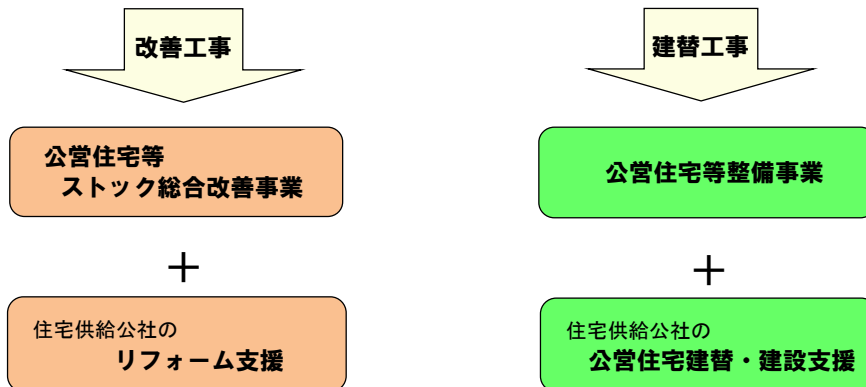 改善工事
公営住宅等
ストック総合改善事業
＋
住宅供給公社の
リフォーム支援
建替工事
公営住宅等整備事業
＋
住宅供給公社の
公営住宅建替・建設支援